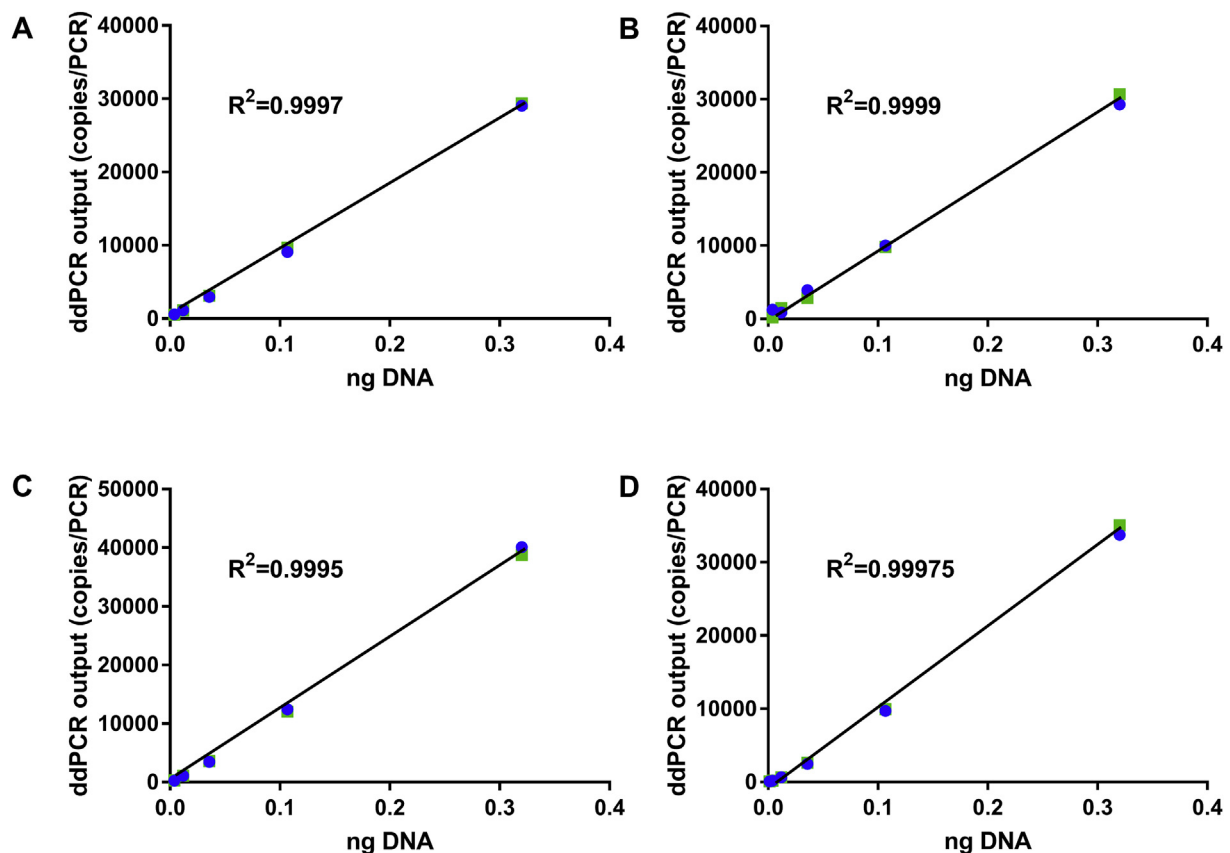 A
ddPCR output (copies/PCR)
40000
30000
20000
10000
0
R²=0.9997
0.0 0.1 0.2 0.3 0.4
ng DNA
B
ddPCR output (copies/PCR)
40000
30000
20000
10000
0
R²=0.9999
0.0 0.1 0.2 0.3 0.4
ng DNA
C
ddPCR output (copies/PCR)
50000
40000
30000
20000
10000
0
R²=0.9995
0.0 0.1 0.2 0.3 0.4
ng DNA
D
ddPCR output (copies/PCR)
40000
30000
20000
10000
0
R²=0.99975
0.0 0.1 0.2 0.3 0.4
ng DNA